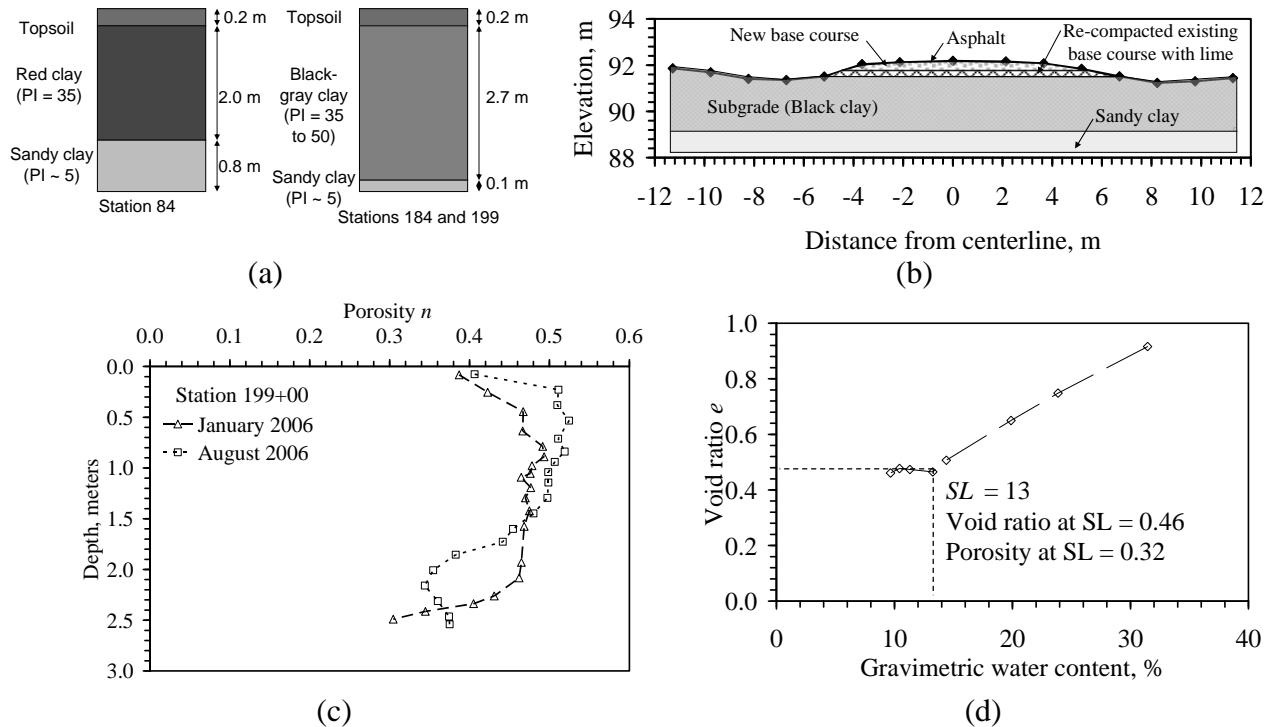 0.2 m
Topsoil
Red clay
(PI = 35)
2.0 m
Sandy clay
(PI ~ 5)
0.8 m
Station 84
0.2 m
Topsoil
Black-
gray clay
(PI = 35
to 50)
2.7 m
Sandy clay
(PI ~ 5)
0.1 m
Stations 184 and 199
(a)
Elevation, m
94
92
90
88
New base course
Asphalt
Re-compacted existing
base course with lime
Subgrade (Black clay)
Sandy clay
-12 -10 -8 -6 -4 -2 0 2 4 6 8 10 12
Distance from centerline, m
(b)
Porosity n
0.0 0.1 0.2 0.3 0.4 0.5 0.6
Depth, meters
0.0
0.5
1.0
1.5
2.0
2.5
3.0
Station 199+00
January 2006
August 2006
(c)
Void ratio e
1.0
0.8
0.6
0.4
0.2
0.0
SL = 13
Void ratio at SL = 0.46
Porosity at SL = 0.32
0 10 20 30 40
Gravimetric water content, %
(d)